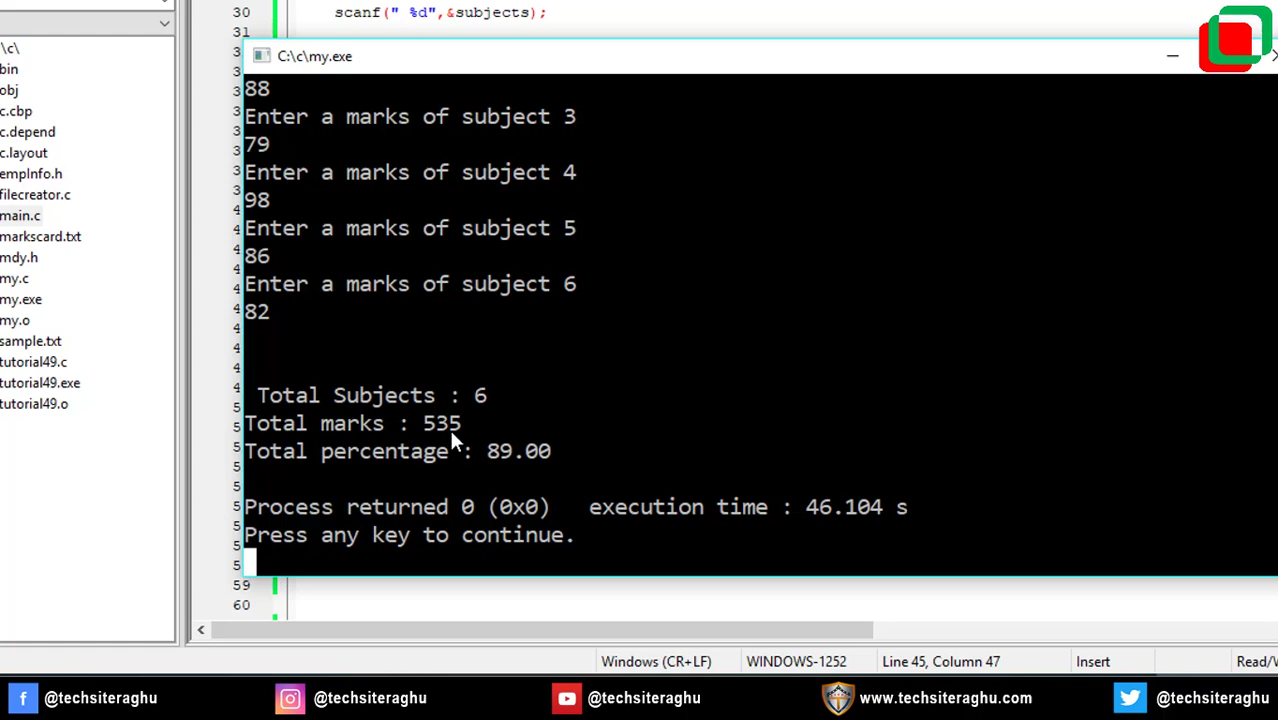 30
scanf(" %d",&subjects);
31
C:\c\my.exe
c\
bin
obj
c.cbp
c.depend
c.layout
empInfo.h
filecreator.c
main.c
markscard.txt
mdy.h
my.c
my.exe
my.o
sample.txt
tutorial49.c
tutorial49.exe
tutorial49.o
88
Enter a marks of subject 3
79
Enter a marks of subject 4
98
Enter a marks of subject 5
86
Enter a marks of subject 6
82
Total Subjects : 6
Total marks : 535
Total percentage : 89.00
Process returned 0 (0x0)   execution time : 46.104 s
Press any key to continue.
59
60
Windows (CR+LF) WINDOWS-1252 Line 45, Column 47 Insert Read/W
@techsiteraghu @techsiteraghu @techsiteraghu www.techsiteraghu.com @techsiteraghu